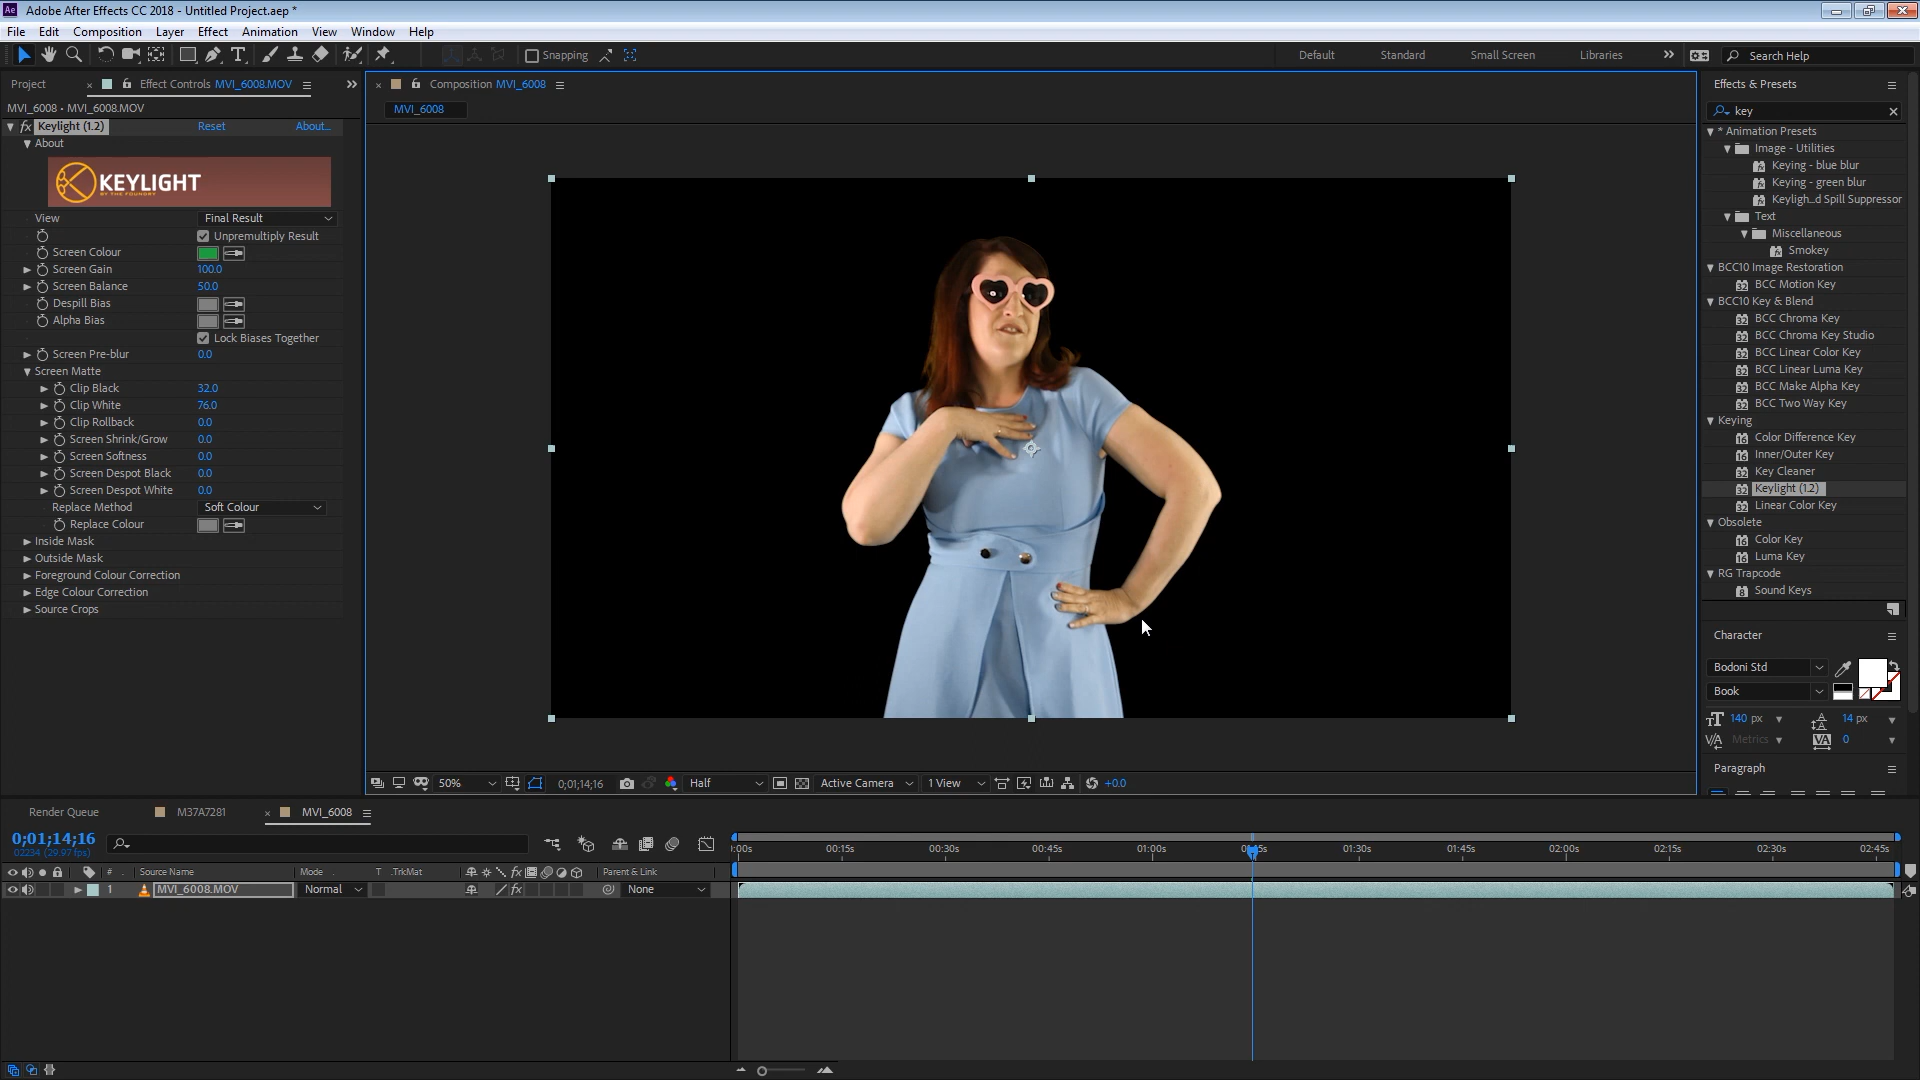 Adobe After Effects CC 2018 - Untitled Project.aep *
File Edit Composition Layer Effect Animation View Window Help
Snapping Default Standard Small Screen Libraries Search Help
Project Effect Controls MVI_6008.MOV
MVI_6008 • MVI_6008.MOV
fx Keylight (1.2) Reset About...
About
KEYLIGHT
BY THE FOUNDRY
View Final Result
Unpremultiply Result
Screen Colour
Screen Gain 100.0
Screen Balance 50.0
Despill Bias
Alpha Bias
Lock Biases Together
Screen Pre-blur 0.0
Screen Matte
Clip Black 32.0
Clip White 76.0
Clip Rollback 0.0
Screen Shrink/Grow 0.0
Screen Softness 0.0
Screen Despot Black 0.0
Screen Despot White 0.0
Replace Method Soft Colour
Replace Colour
Inside Mask
Outside Mask
Foreground Colour Correction
Edge Colour Correction
Source Crops
Composition MVI_6008
MVI_6008
50% 0;01;14;16 Half Active Camera 1 View +0.0
Effects & Presets
key
* Animation Presets
Image - Utilities
Keying - blue blur
Keying - green blur
Keyligh...d Spill Suppressor
Text
Miscellaneous
Smokey
BCC10 Image Restoration
BCC Motion Key
BCC10 Key & Blend
BCC Chroma Key
BCC Chroma Key Studio
BCC Linear Color Key
BCC Linear Luma Key
BCC Make Alpha Key
BCC Two Way Key
Keying
Color Difference Key
Inner/Outer Key
Key Cleaner
Keylight (1.2)
Linear Color Key
Obsolete
Color Key
Luma Key
RG Trapcode
Sound Keys
Character
Bodoni Std
Book
140 px 14 px
Metrics 0
Paragraph
Render Queue M37A7281 MVI_6008
0;01;14;16
02234 (29.97 fps)
:00s 00:15s 00:30s 00:45s 01:00s 01:30s 01:45s 02:00s 02:15s 02:30s 02:45s
# Source Name Mode T .TrkMat fx Parent & Link
1 MVI_6008.MOV Normal fx None